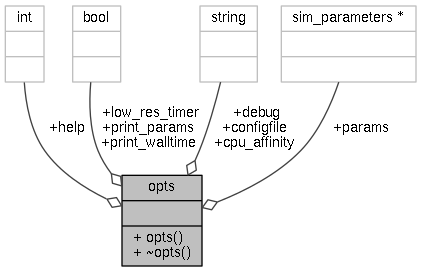 int
bool
string
sim_parameters *
+help
+low_res_timer
+print_params
+print_walltime
+debug
+configfile
+cpu_affinity
+params
opts
+ opts()
+ ~opts()